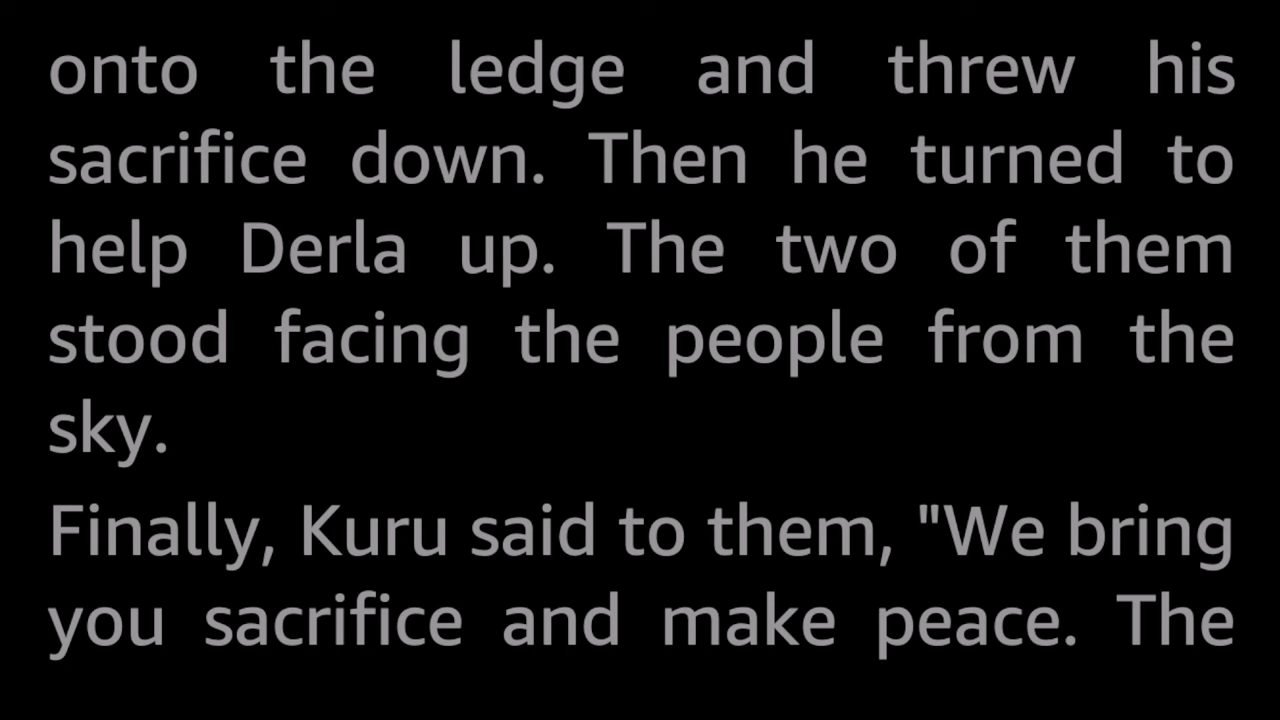 onto the ledge and threw his
sacrifice down. Then he turned to
help Derla up. The two of them
stood facing the people from the
sky.
Finally, Kuru said to them, "We bring
you sacrifice and make peace. The